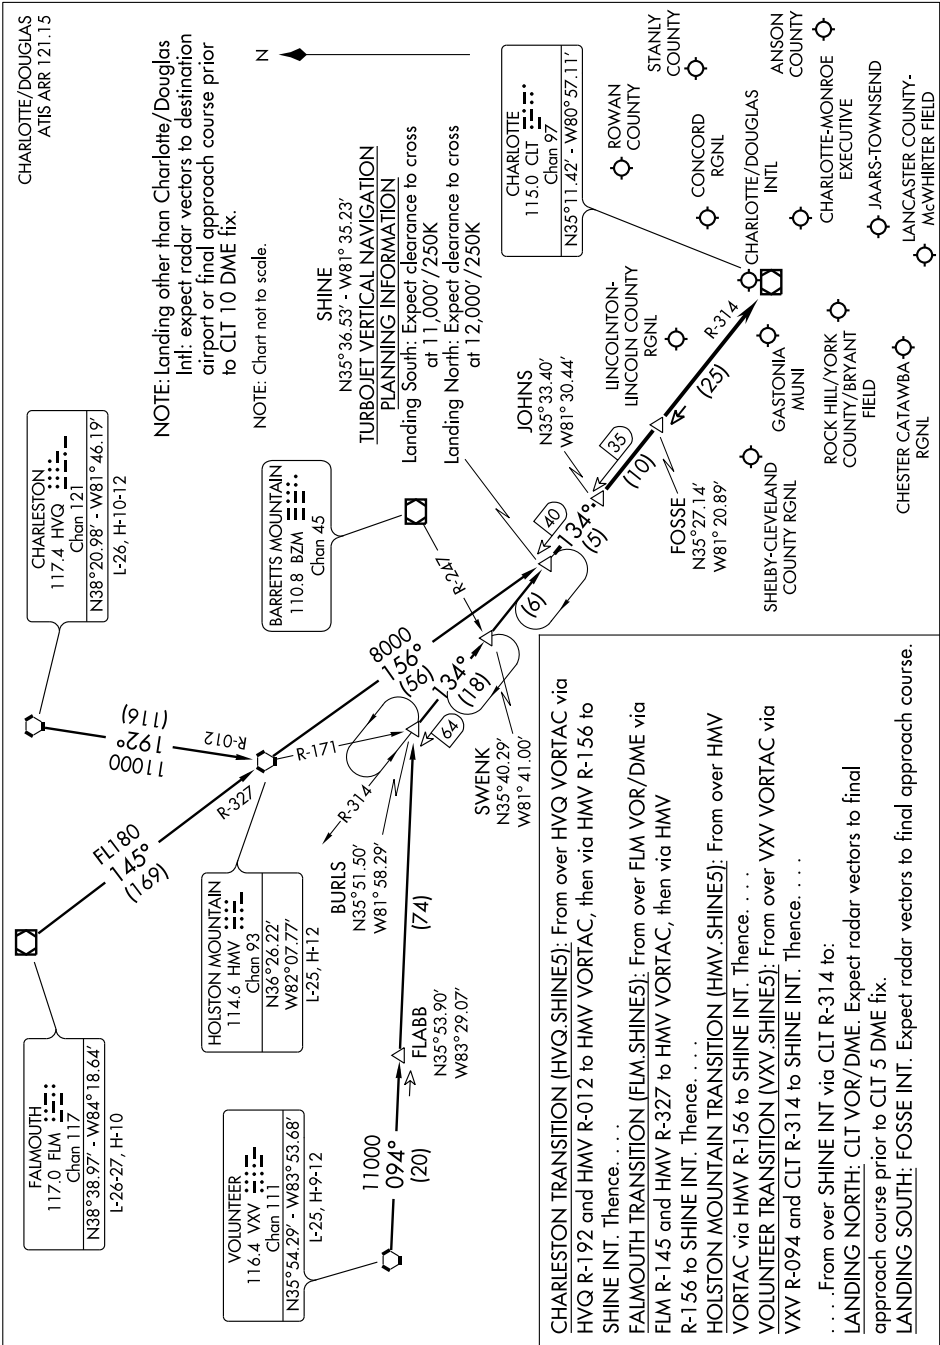 CHARLOTTE/DOUGLAS
ATIS ARR 121.15
NOTE: Landing other than Charlotte/Douglas
Intl: expect radar vectors to destination
airport or final approach course prior
to CLT 10 DME fix.
N
NOTE: Chart not to scale.
SHINE
N35°36.53' - W81° 35.23'
TURBOJET VERTICAL NAVIGATION
PLANNING INFORMATION
Landing South: Expect clearance to cross
at 11,000'/250K
Landing North: Expect clearance to cross
at 12,000'/250K
CHARLOTTE
115.0 CLT
Chan 97
N35°11.42' - W80°57.11'
STANLY
COUNTY
ROWAN
COUNTY
ANSON
COUNTY
CONCORD
RGNL
CHARLOTTE/DOUGLAS
INTL
CHARLOTTE-MONROE
EXECUTIVE
JAARS-TOWNSEND
LANCASTER COUNTY-
McWHIRTER FIELD
LINCOLNTON-
LINCOLN COUNTY
RGNL
GASTONIA
MUNI
ROCK HILL/YORK
COUNTY/BRYANT
FIELD
CHESTER CATAWBA
RGNL
SHELBY-CLEVELAND
COUNTY RGNL
CHARLESTON
117.4 HVQ
Chan 121
N38°20.98' - W81°46.19'
L-26, H-10-12
BARRETTS MOUNTAIN
110.8 BZM
Chan 45
R-247
JOHNS
N35°33.40'
W81° 30.44'
R-314
(25)
FOSSE
N35°27.14'
W81° 20.89'
35
(10)
40
134°
(5)
(6)
8000
156°
(56)
134°
(18)
64
SWENK
N35°40.29'
W81° 41.00'
11000
192°
(116)
R-012
R-171
R-327
R-314
FL180
145°
(169)
BURLS
N35°51.50'
W81° 58.29'
HOLSTON MOUNTAIN
114.6 HMV
Chan 93
N36°26.22'
W82°07.77'
L-25, H-12
(74)
FLABB
N35°53.90'
W83°29.07'
FALMOUTH
117.0 FLM
Chan 117
N38°38.97' - W84°18.64'
L-26-27, H-10
VOLUNTEER
116.4 VXV
Chan 111
N35°54.29' - W83°53.68'
L-25, H-9-12
11000
094°
(20)
CHARLESTON TRANSITION (HVQ.SHINE5): From over HVQ VORTAC via
HVQ R-192 and HMV R-012 to HMV VORTAC, then via HMV R-156 to
SHINE INT. Thence. . . .
FALMOUTH TRANSITION (FLM.SHINE5): From over FLM VOR/DME via
FLM R-145 and HMV R-327 to HMV VORTAC, then via HMV
R-156 to SHINE INT. Thence. . . .
HOLSTON MOUNTAIN TRANSITION (HMV.SHINE5): From over HMV
VORTAC via HMV R-156 to SHINE INT. Thence. . . .
VOLUNTEER TRANSITION (VXV.SHINE5): From over VXV VORTAC via
VXV R-094 and CLT R-314 to SHINE INT. Thence. . . .
. . . .From over SHINE INT via CLT R-314 to:
LANDING NORTH: CLT VOR/DME. Expect radar vectors to final
approach course prior to CLT 5 DME fix.
LANDING SOUTH: FOSSE INT. Expect radar vectors to final approach course.